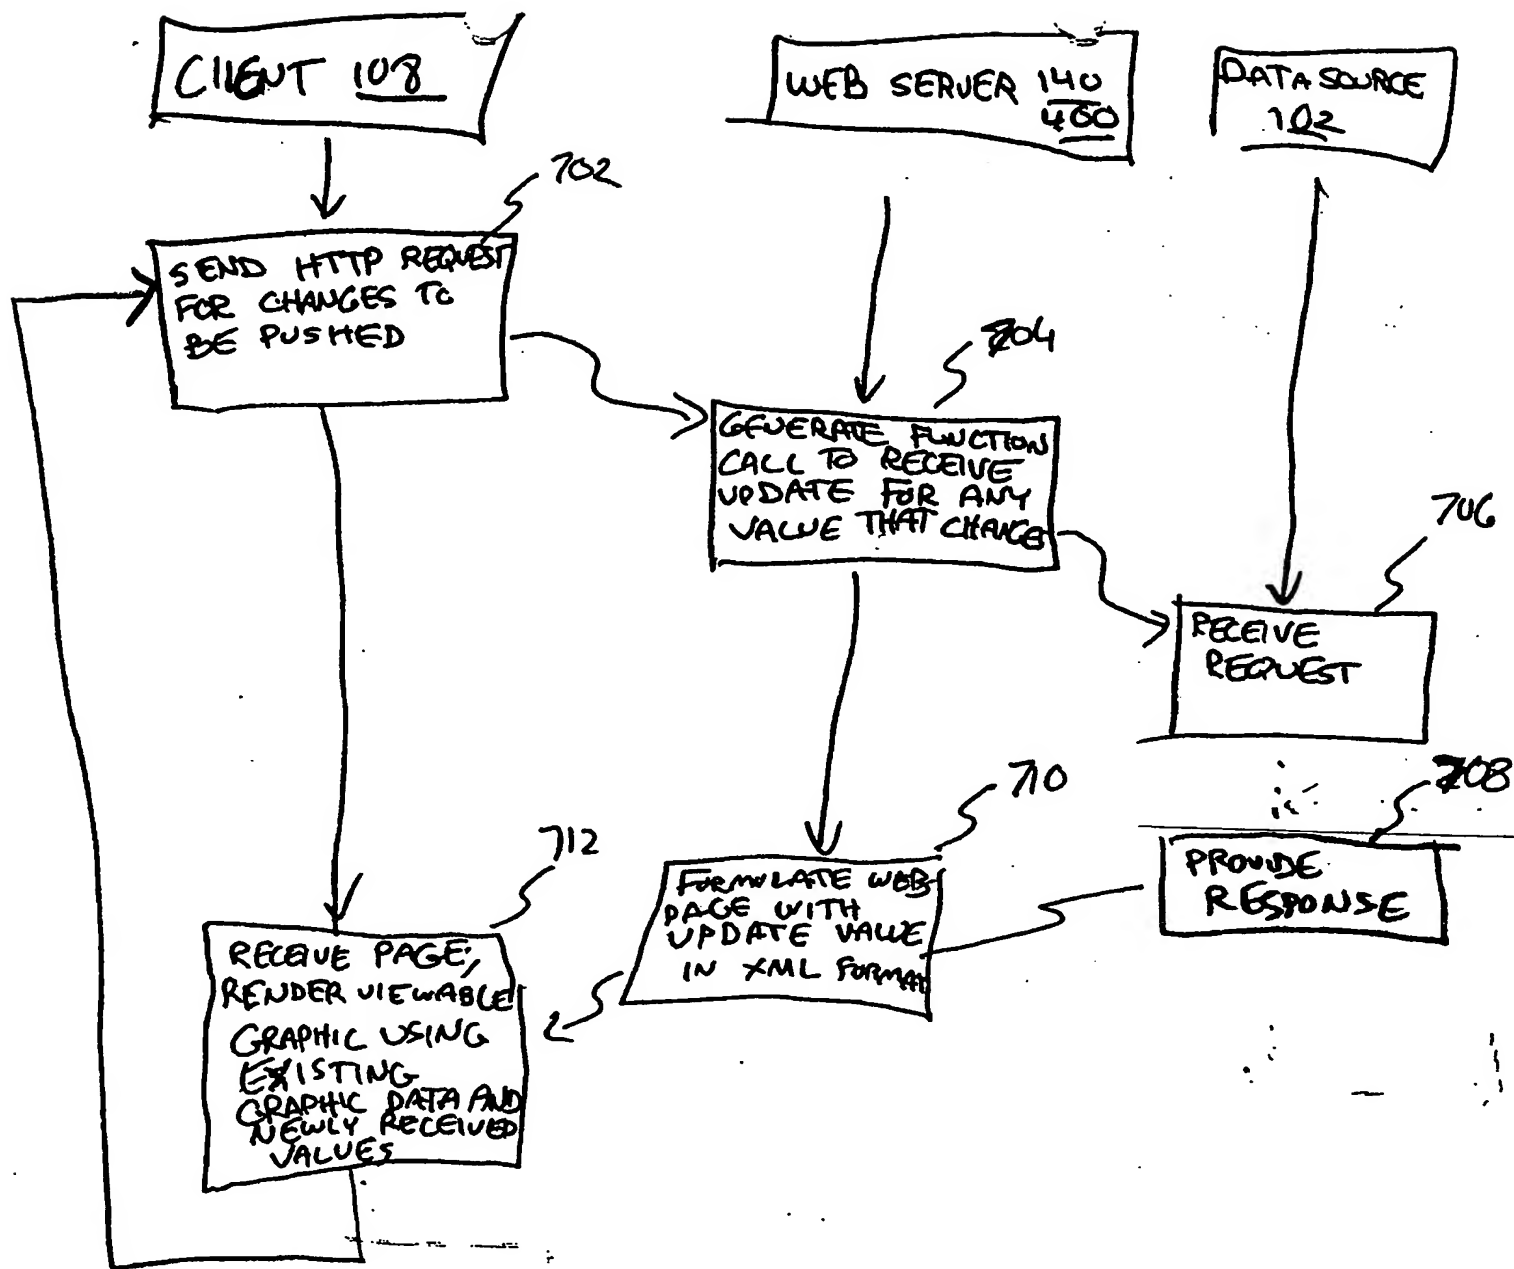 CLIENT 108
WEB SERVER 140
400
DATA SOURCE
102
702
SEND HTTP REQUEST
FOR CHANGES TO
BE PUSHED
704
GENERATE FUNCTION
CALL TO RECEIVE
UPDATE FOR ANY
VALUE THAT CHANGES
706
RECEIVE
REQUEST
708
PROVIDE
RESPONSE
710
FORMULATE WEB
PAGE WITH
UPDATE VALUE
IN XML FORMAT
712
RECEIVE PAGE;
RENDER VIEWABLE
GRAPHIC USING
EXISTING
GRAPHIC DATA AND
NEWLY RECEIVED
VALUES